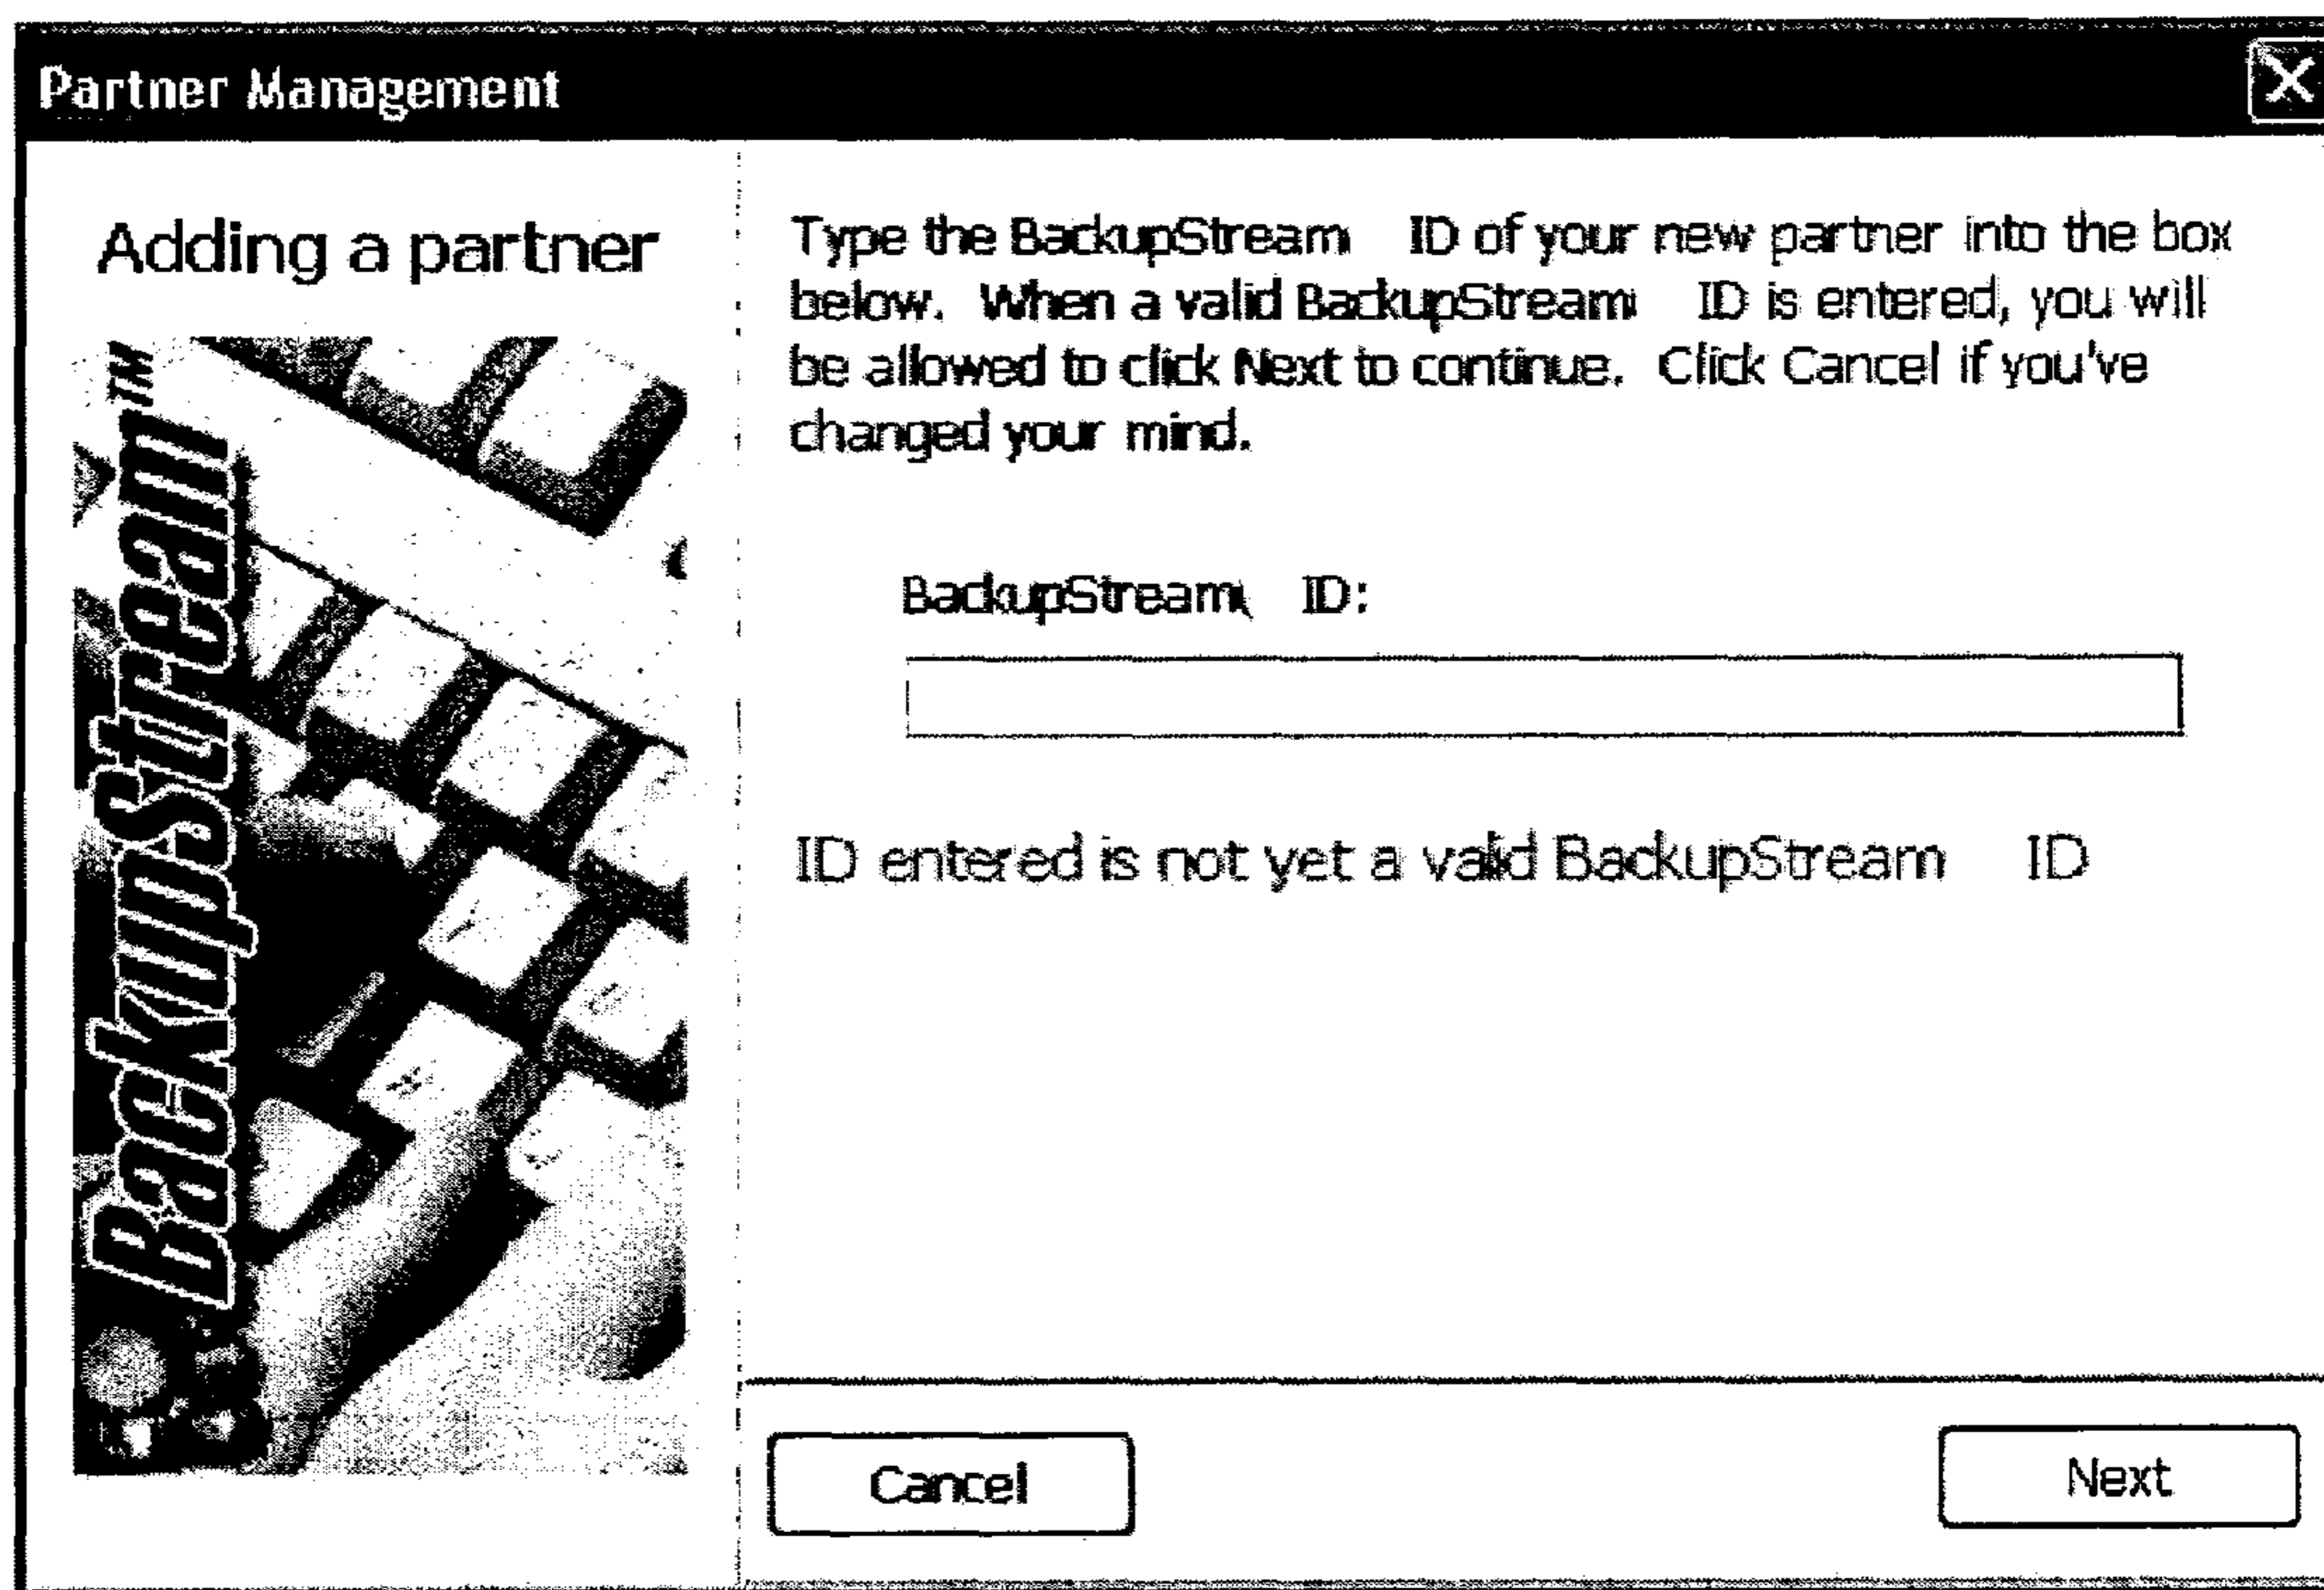 Partner Management
Adding a partner
BackupStream™
Type the BackupStream ID of your new partner into the box
below. When a valid BackupStream ID is entered, you will
be allowed to click Next to continue. Click Cancel if you've
changed your mind.
BackupStream ID:
ID entered is not yet a valid BackupStream ID
Cancel
Next